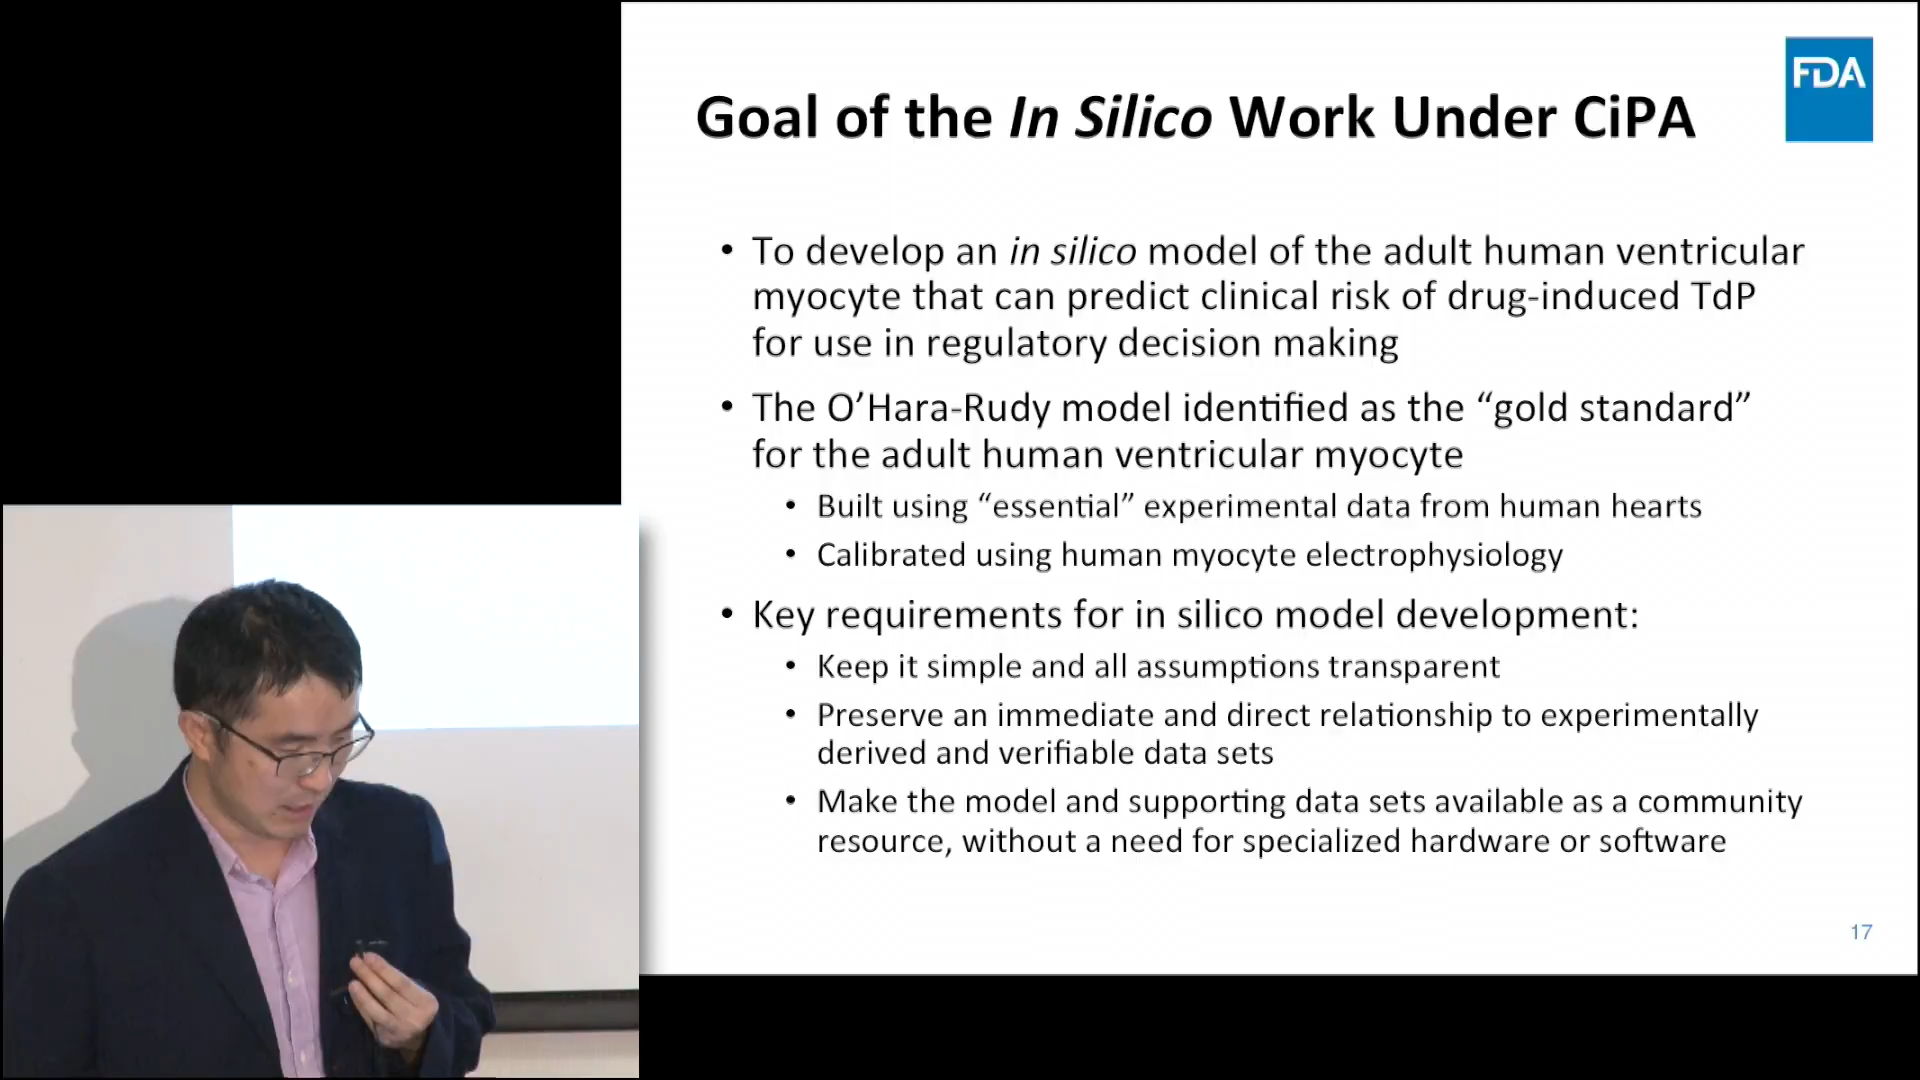 FDA
Goal of the In Silico Work Under CiPA
• To develop an in silico model of the adult human ventricular
myocyte that can predict clinical risk of drug-induced TdP
for use in regulatory decision making
• The O’Hara-Rudy model identified as the “gold standard”
for the adult human ventricular myocyte
• Built using “essential” experimental data from human hearts
• Calibrated using human myocyte electrophysiology
• Key requirements for in silico model development:
• Keep it simple and all assumptions transparent
• Preserve an immediate and direct relationship to experimentally
derived and verifiable data sets
• Make the model and supporting data sets available as a community
resource, without a need for specialized hardware or software
17